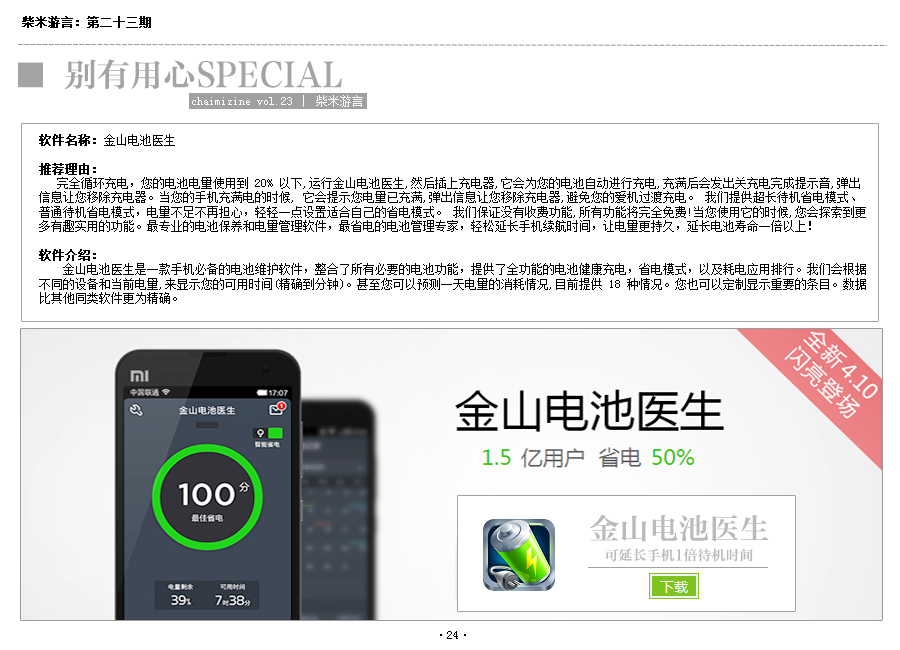 柴米游言：第二十三期
别有用心SPECIAL
chaimizine vol.23 | 柴米游言
软件名称：金山电池医生
推荐理由：
完全循环充电，您的电池电量使用到 20% 以下,运行金山电池医生,然后插上充电器,它会为您的电池自动进行充电,充满后会发出关充电完成提示音,弹出
信息让您移除充电器。当您的手机充满电的时候, 它会提示您电量已充满,弹出信息让您移除充电器,避免您的爱机过渡充电。 我们提供超长待机省电模式、
普通待机省电模式，电量不足不再担心，轻轻一点设置适合自己的省电模式。 我们保证没有收费功能,所有功能将完全免费!当您使用它的时候,您会探索到更
多有趣实用的功能。最专业的电池保养和电量管理软件，最省电的电池管理专家，轻松延长手机续航时间，让电量更持久，延长电池寿命一倍以上!
软件介绍：
金山电池医生是一款手机必备的电池维护软件，整合了所有必要的电池功能，提供了全功能的电池健康充电，省电模式，以及耗电应用排行。我们会根据
不同的设备和当前电量,来显示您的可用时间(精确到分钟)。甚至您可以预测一天电量的消耗情况,目前提供 18 种情况。您也可以定制显示重要的条目。数据
比其他同类软件更为精确。
全新4.10
闪亮登场
MI
中国联通 17:07
金山电池医生 1
智能省电
100分
最佳省电
电量剩余 可用时间
39% 7时38分
金山电池医生
1.5 亿用户 省电 50%
金山电池医生
可延长手机1倍待机时间
下载
·24·